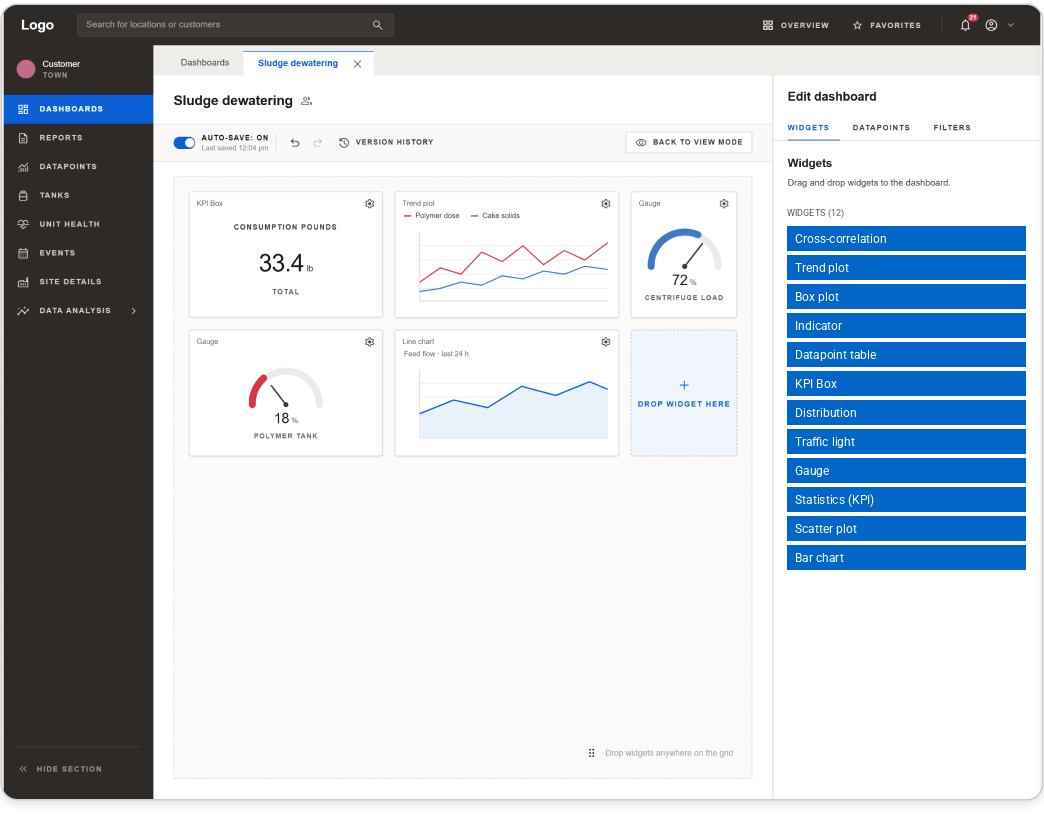 Logo
Search for locations or customers
OVERVIEW
FAVORITES
21
Customer
TOWN
DASHBOARDS
REPORTS
DATAPOINTS
TANKS
UNIT HEALTH
EVENTS
SITE DETAILS
DATA ANALYSIS
HIDE SECTION
Dashboards
Sludge dewatering
Sludge dewatering
AUTO-SAVE: ON
Last saved 12:04 pm
VERSION HISTORY
BACK TO VIEW MODE
KPI Box
CONSUMPTION POUNDS
33.4 lb
TOTAL
Trend plot
Polymer dose
Cake solids
Gauge
72 %
CENTRIFUGE LOAD
Gauge
18 %
POLYMER TANK
Line chart
Feed flow · last 24 h
+
DROP WIDGET HERE
Drop widgets anywhere on the grid
Edit dashboard
WIDGETS
DATAPOINTS
FILTERS
Widgets
Drag and drop widgets to the dashboard.
WIDGETS (12)
Cross-correlation
Trend plot
Box plot
Indicator
Datapoint table
KPI Box
Distribution
Traffic light
Gauge
Statistics (KPI)
Scatter plot
Bar chart